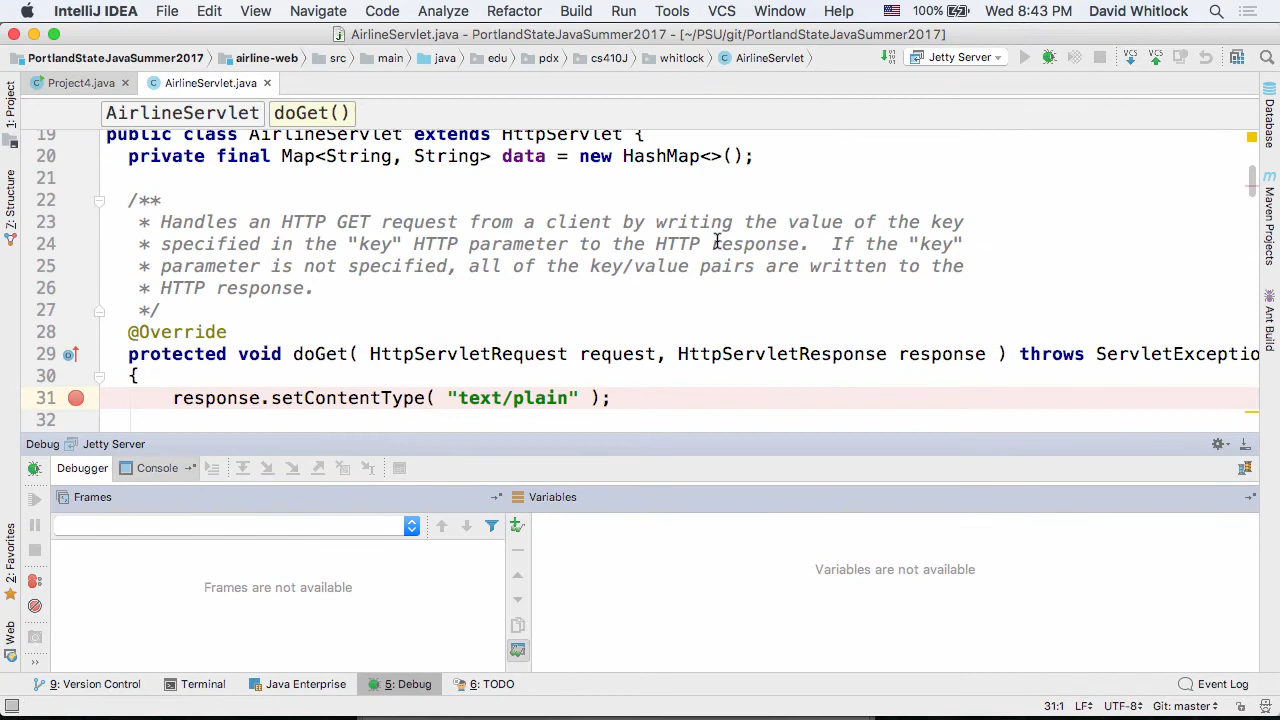 IntelliJ IDEA File Edit View Navigate Code Analyze Refactor Build Run Tools VCS Window Help 100% Wed 8:43 PM David Whitlock
AirlineServlet.java - PortlandStateJavaSummer2017 - [~/PSU/git/PortlandStateJavaSummer2017]
PortlandStateJavaSummer2017 airline-web src main java edu pdx cs410J whitlock AirlineServlet Jetty Server VCS VCS
Project4.java AirlineServlet.java
1: Project
Z: Structure
2: Favorites
Web
Database
Maven Projects
Ant Build
AirlineServlet doGet()
19 public class AirlineServlet extends HttpServlet {
20 private final Map<String, String> data = new HashMap<>();
21
22 /**
23 * Handles an HTTP GET request from a client by writing the value of the key
24 * specified in the "key" HTTP parameter to the HTTP response. If the "key"
25 * parameter is not specified, all of the key/value pairs are written to the
26 * HTTP response.
27 */
28 @Override
29 protected void doGet( HttpServletRequest request, HttpServletResponse response ) throws ServletExceptio
30 {
31 response.setContentType( "text/plain" );
32
Debug Jetty Server
Debugger Console
Frames Variables
Frames are not available
Variables are not available
9: Version Control Terminal Java Enterprise 5: Debug 6: TODO Event Log
31:1 LF UTF-8 Git: master